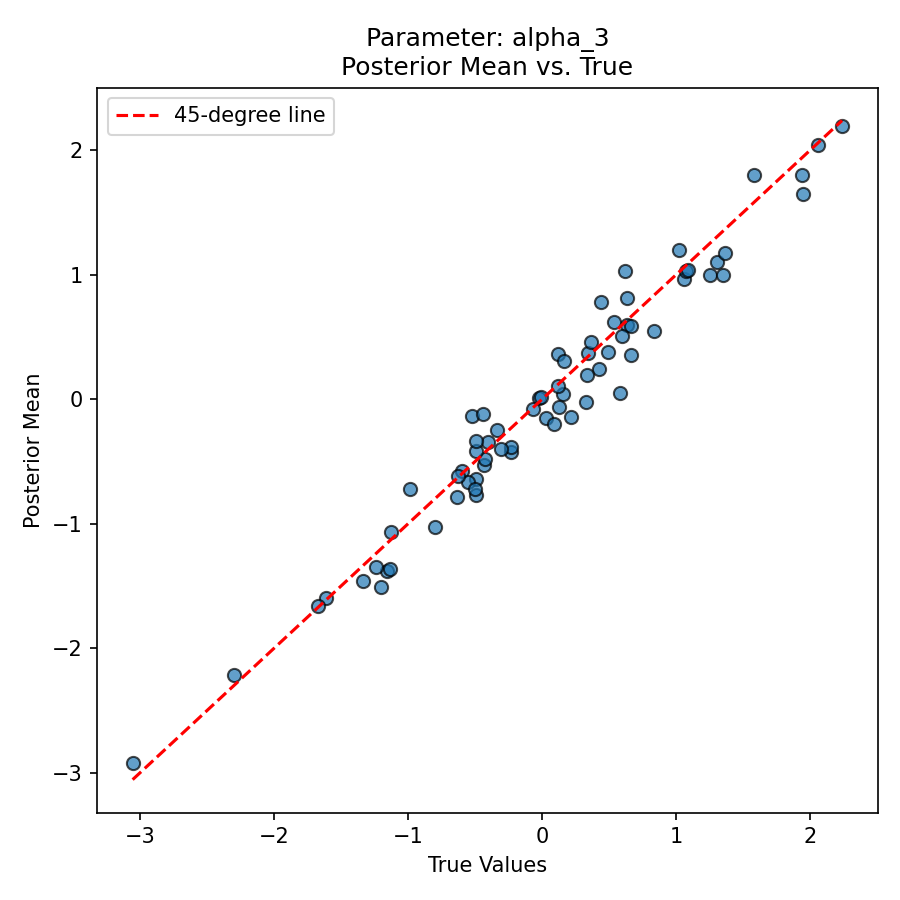 Parameter: alpha_3
Posterior Mean vs. True
45-degree line
2
1
0
−1
−2
−3
Posterior Mean
−3
−2
−1
0
1
2
True Values